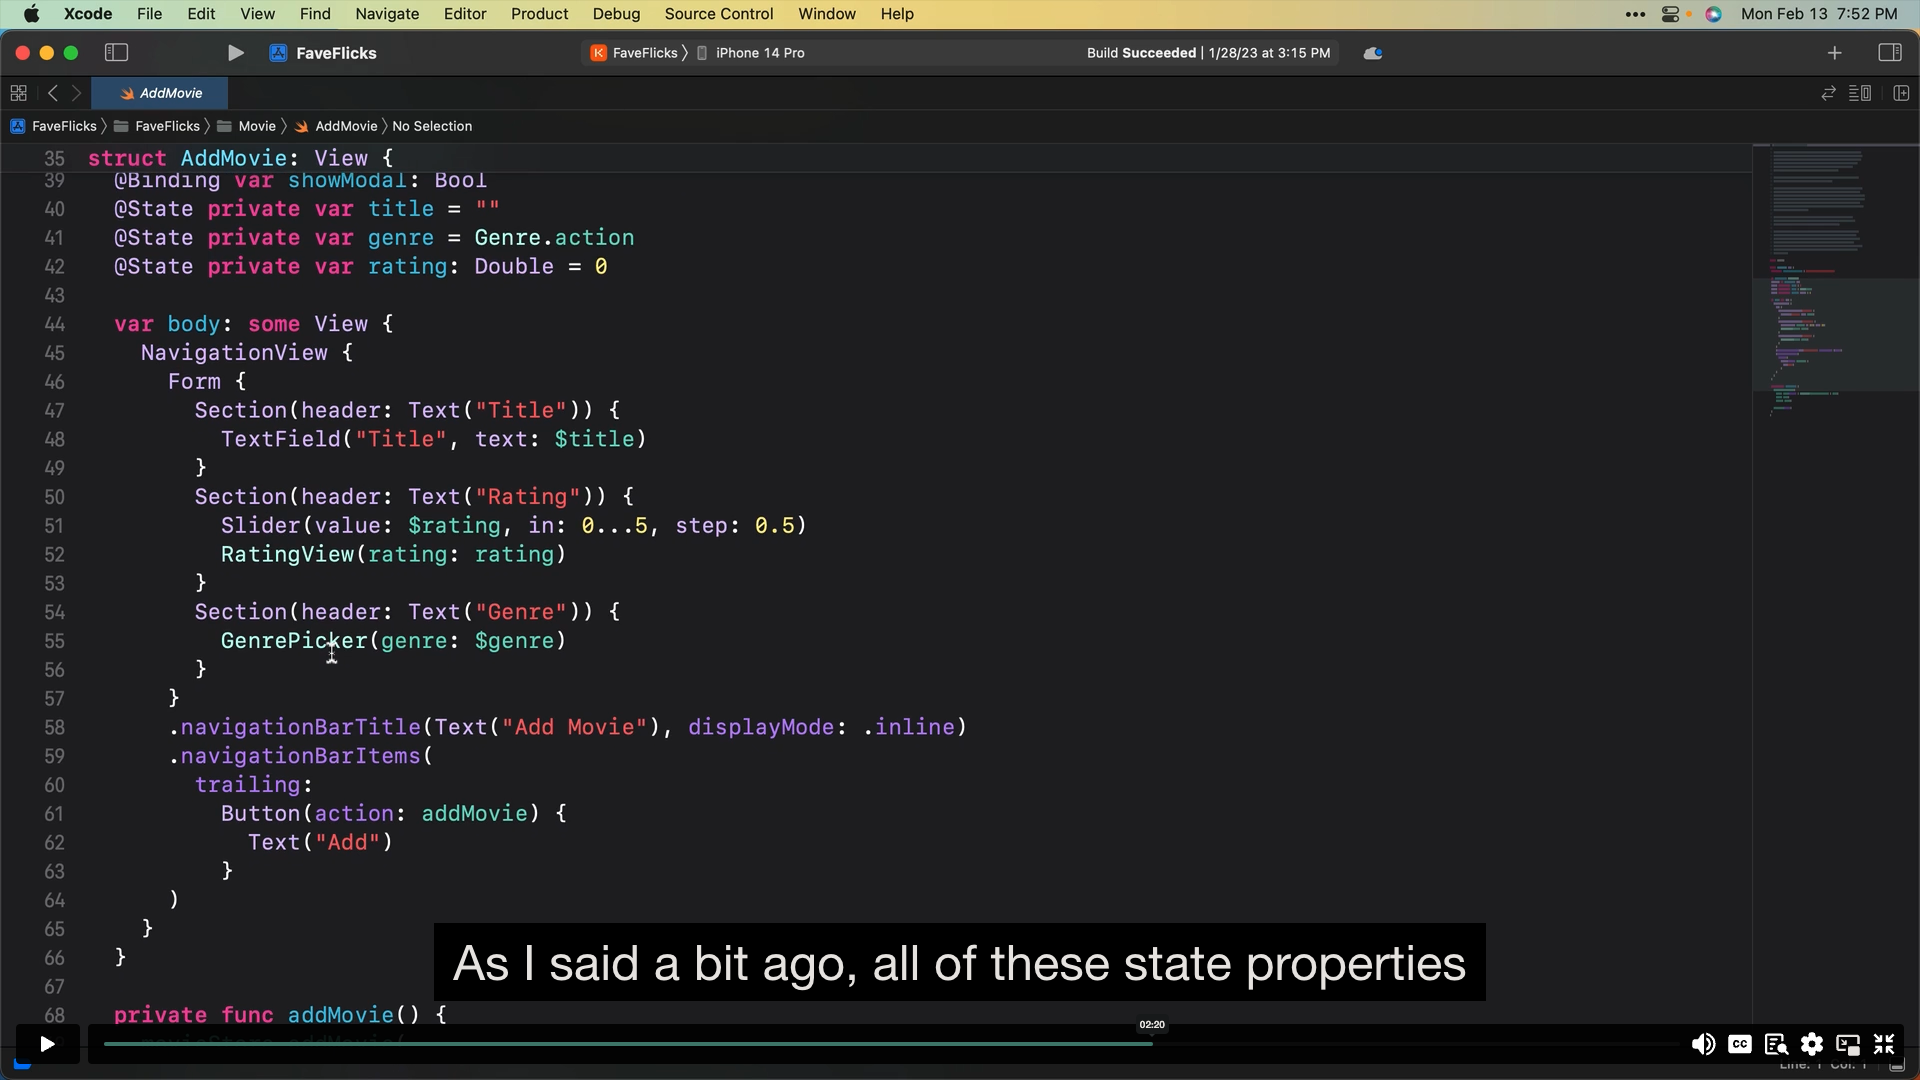 Xcode File Edit View Find Navigate Editor Product Debug Source Control Window Help ••• Mon Feb 13 7:52 PM
FaveFlicks FaveFlicks 〉 iPhone 14 Pro Build Succeeded | 1/28/23 at 3:15 PM
AddMovie
FaveFlicks 〉 FaveFlicks 〉 Movie 〉 AddMovie 〉 No Selection
35 struct AddMovie: View {
39 @Binding var showModal: Bool
40 @State private var title = ""
41 @State private var genre = Genre.action
42 @State private var rating: Double = 0
43
44 var body: some View {
45 NavigationView {
46 Form {
47 Section(header: Text("Title")) {
48 TextField("Title", text: $title)
49 }
50 Section(header: Text("Rating")) {
51 Slider(value: $rating, in: 0...5, step: 0.5)
52 RatingView(rating: rating)
53 }
54 Section(header: Text("Genre")) {
55 GenrePicker(genre: $genre)
56 }
57 }
58 .navigationBarTitle(Text("Add Movie"), displayMode: .inline)
59 .navigationBarItems(
60 trailing:
61 Button(action: addMovie) {
62 Text("Add")
63 }
64 )
65 }
66 }
67
68 private func addMovie() {
As I said a bit ago, all of these state properties
02:20
CC